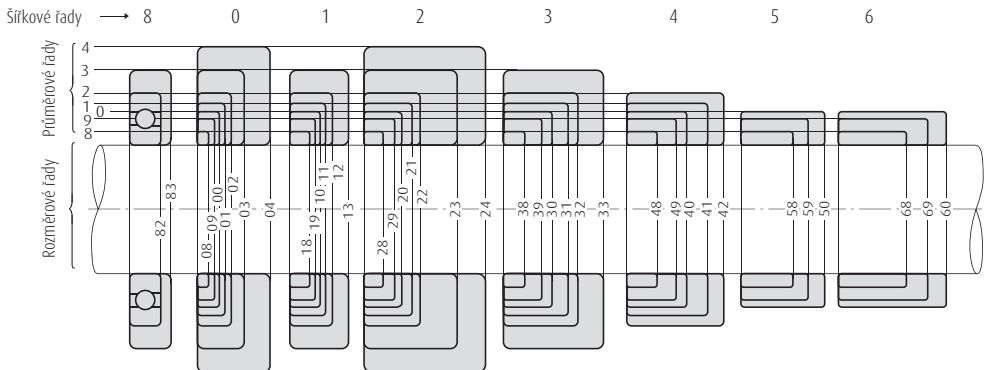 Šířkové řady 8 0 1 2 3 4 5 6
Průměrové řady
4
3
2
1
0
9
8
Rozměrové řady
82 83
08 09 00 01 02 03 04
18 19 10 11 12 13
28 29 20 21 22 23 24
38 39 30 31 32 33
48 49 40 41 42
58 59 50
68 69 60